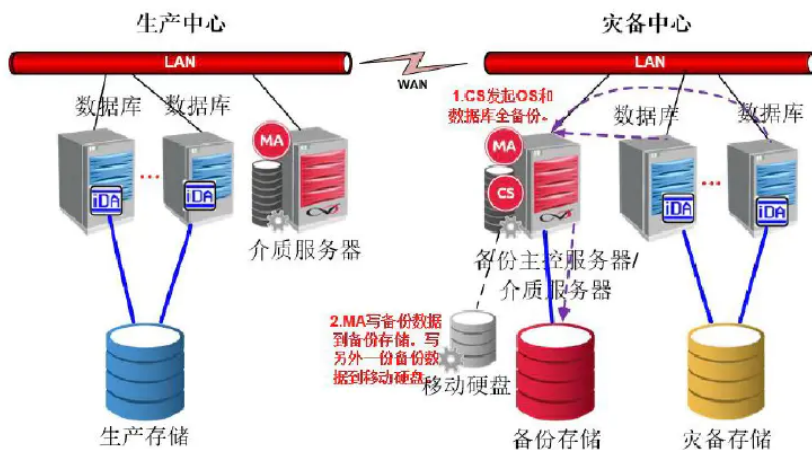 生产中心
灾备中心
LAN
LAN
WAN
1.CS发起OS和
数据库全备份。
数据库
数据库
数据库
数据库
MA
MA
CS
iDA
iDA
iDA
iDA
...
...
介质服务器
备份主控服务器/
介质服务器
2.MA写备份数据
到备份存储。写
另外一份备份数
据到移动硬盘。
移动硬盘
生产存储
备份存储
灾备存储